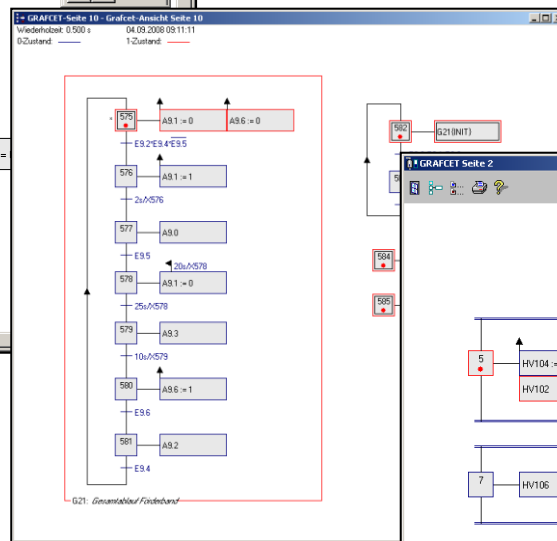 GRAFCET-Seite 10 - Grafcet-Ansicht Seite 10
Wiederholzeit: 0.500 s 04.09.2008 09:11:11
0-Zustand: 1-Zustand:
575 A9.1 := 0 A9.6 := 0
E9.2*E9.4*E̅9̅.̅5̅
576 A9.1 := 1
2s/X576
577 A9.0
E9.5
20s/X578
578 A9.1 := 0
25s/X578
579 A9.3
10s/X579
580 A9.6 := 1
E9.6
581 A9.2
E9.4
G21: Gesamtablauf Förderband
582 G21(INIT)
584
585
GRAFCET Seite 2
5 HV104 :=
HV102
7 HV106